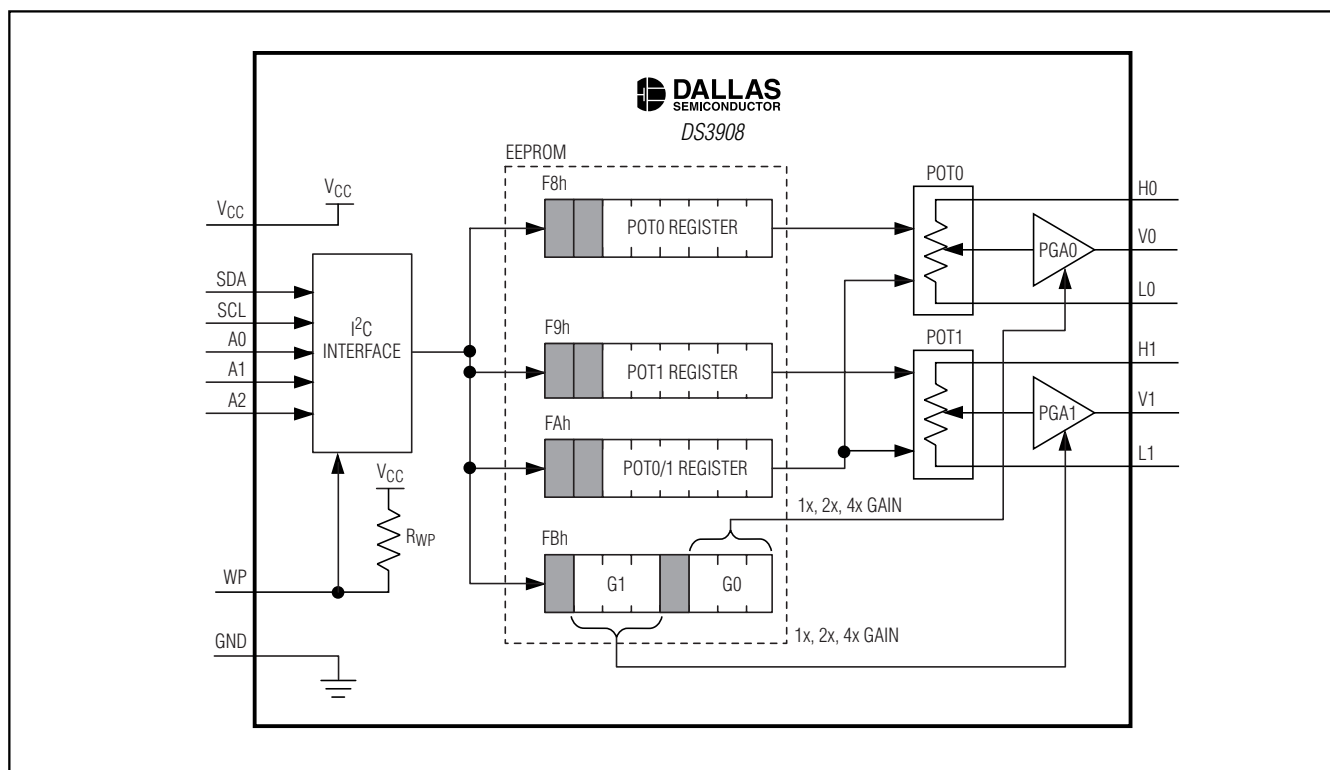 DALLAS
SEMICONDUCTOR
DS3908
EEPROM
F8h
POT0 REGISTER
F9h
POT1 REGISTER
FAh
POT0/1 REGISTER
FBh
G1
G0
1x, 2x, 4x GAIN
1x, 2x, 4x GAIN
VCC
VCC
SDA
SCL
A0
A1
A2
I²C
INTERFACE
VCC
RWP
WP
GND
POT0
PGA0
H0
V0
L0
POT1
PGA1
H1
V1
L1